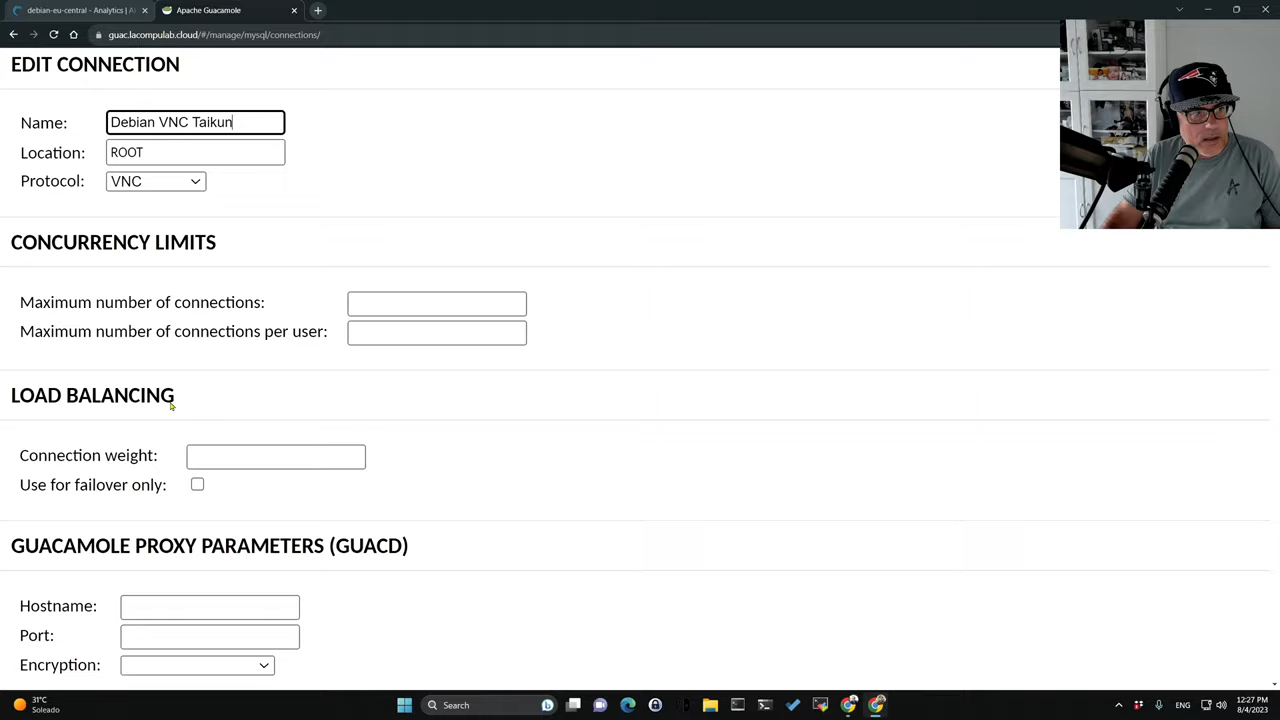 debian-eu-central - Analytics | Al
Apache Guacamole
guac.lacompulab.cloud/#/manage/mysql/connections/
EDIT CONNECTION
Name: Debian VNC Taikun
Location: ROOT
Protocol: VNC
CONCURRENCY LIMITS
Maximum number of connections:
Maximum number of connections per user:
LOAD BALANCING
Connection weight:
Use for failover only:
GUACAMOLE PROXY PARAMETERS (GUACD)
Hostname:
Port:
Encryption:
31°C
Soleado
Search
ENG
12:27 PM
8/4/2023